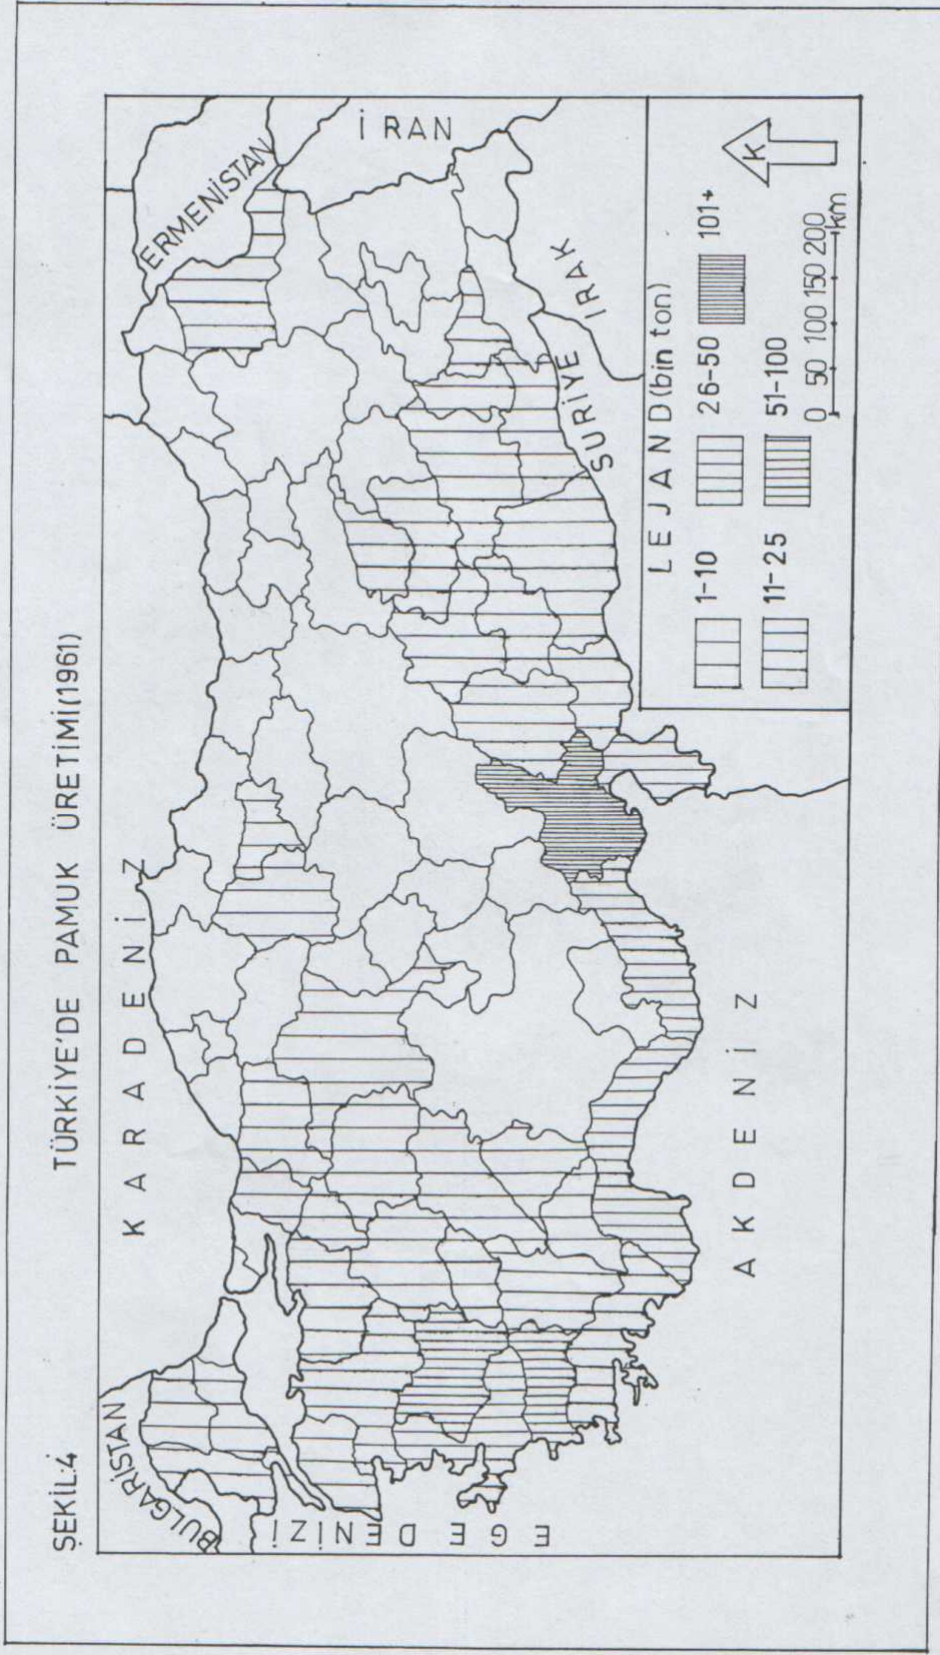 ŞEKİL:4
TÜRKİYE'DE PAMUK ÜRETİMİ(1961)
BULGARİSTAN
KARADENİZ
ERMENİSTAN
İRAN
EGE DENİZİ
AKDENİZ
SURİYE
IRAK
LEJAND(bin ton)
1-10
26-50
101+
11-25
51-100
K
0 50 100 150 200
km